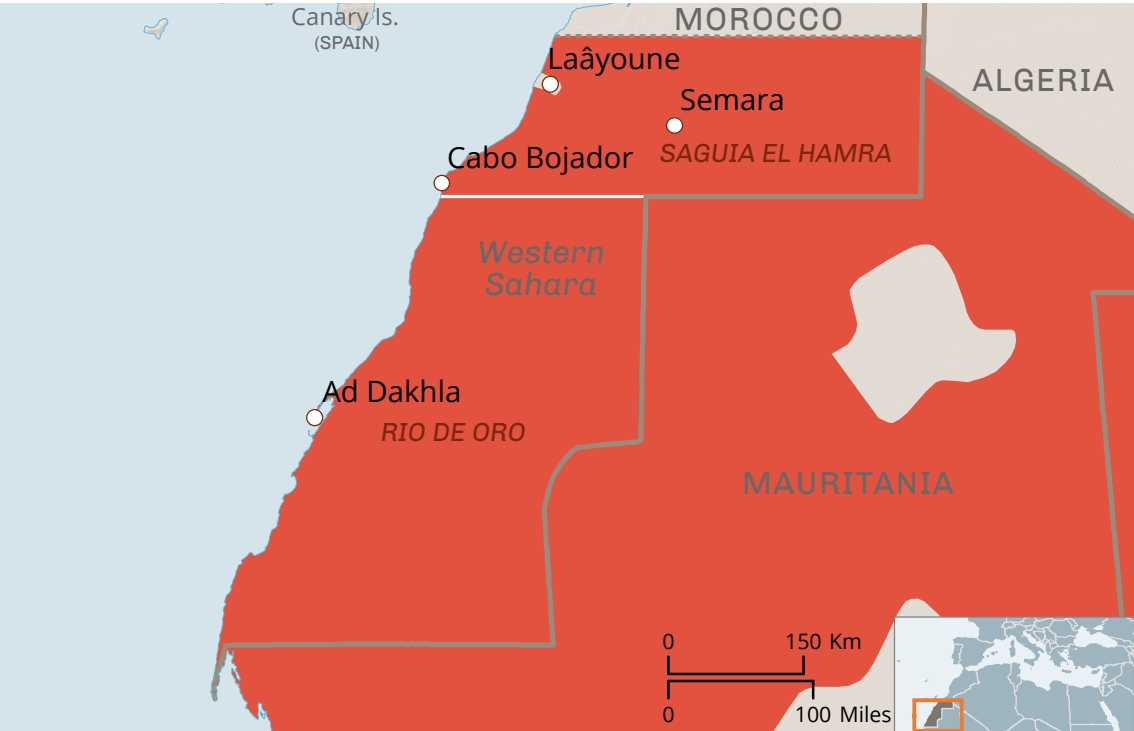 Canary Is.
(SPAIN)
MOROCCO
Laâyoune
ALGERIA
Semara
Cabo Bojador
SAGUIA EL HAMRA
Western
Sahara
Ad Dakhla
RIO DE ORO
MAURITANIA
0 150 Km
0 100 Miles